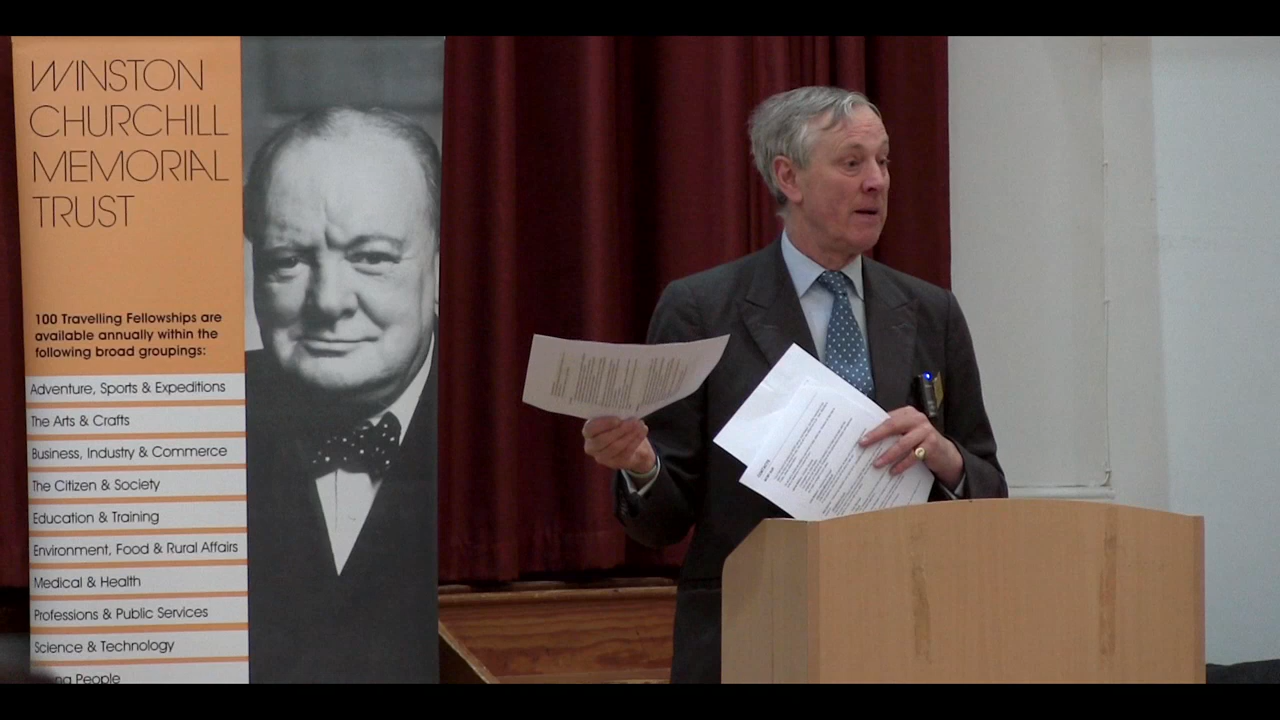 WINSTON
CHURCHILL
MEMORIAL
TRUST
100 Travelling Fellowships are
available annually within the
following broad groupings:
Adventure, Sports & Expeditions
The Arts & Crafts
Business, Industry & Commerce
The Citizen & Society
Education & Training
Environment, Food & Rural Affairs
Medical & Health
Professions & Public Services
Science & Technology
People